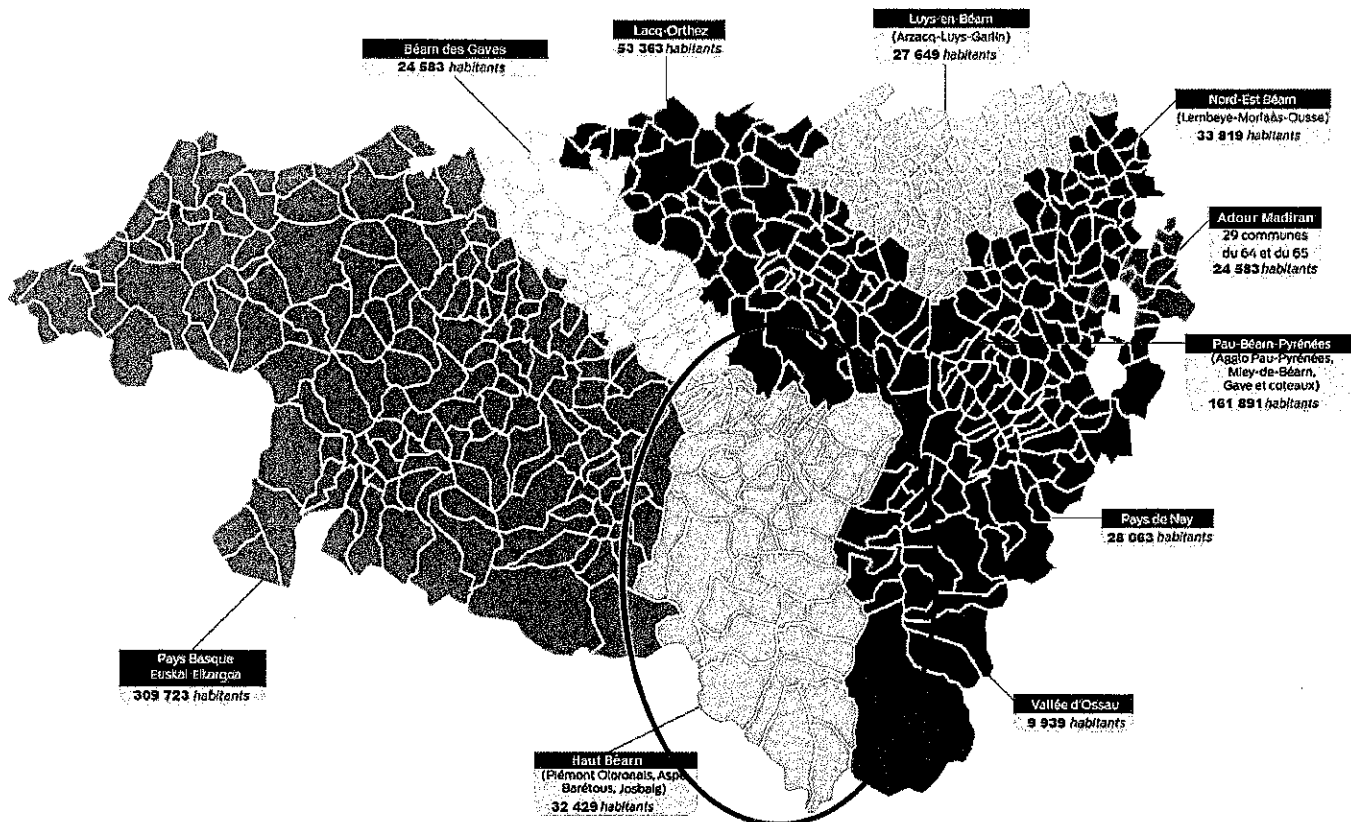 Luys-en-Béarn
(Arzacq-Luys-Garlin)
27 649 habitants
Lacq-Orthez
53 363 habitants
Béarn des Gaves
24 583 habitants
Nord-Est Béarn
(Lembeye-Morlaàs-Ousse)
33 819 habitants
Adour Madiran
29 communes
du 64 et du 65
24 583 habitants
Pau-Béarn-Pyrénées
(Agglo Pau-Pyrénées,
Miey-de-Béarn,
Gave et coteaux)
161 891 habitants
Pays de Nay
28 063 habitants
Pays Basque
Euskal Elkargoa
309 723 habitants
Vallée d'Ossau
9 939 habitants
Haut Béarn
(Piémont Oloronais, Aspe
Barétous, Josbaig)
32 429 habitants